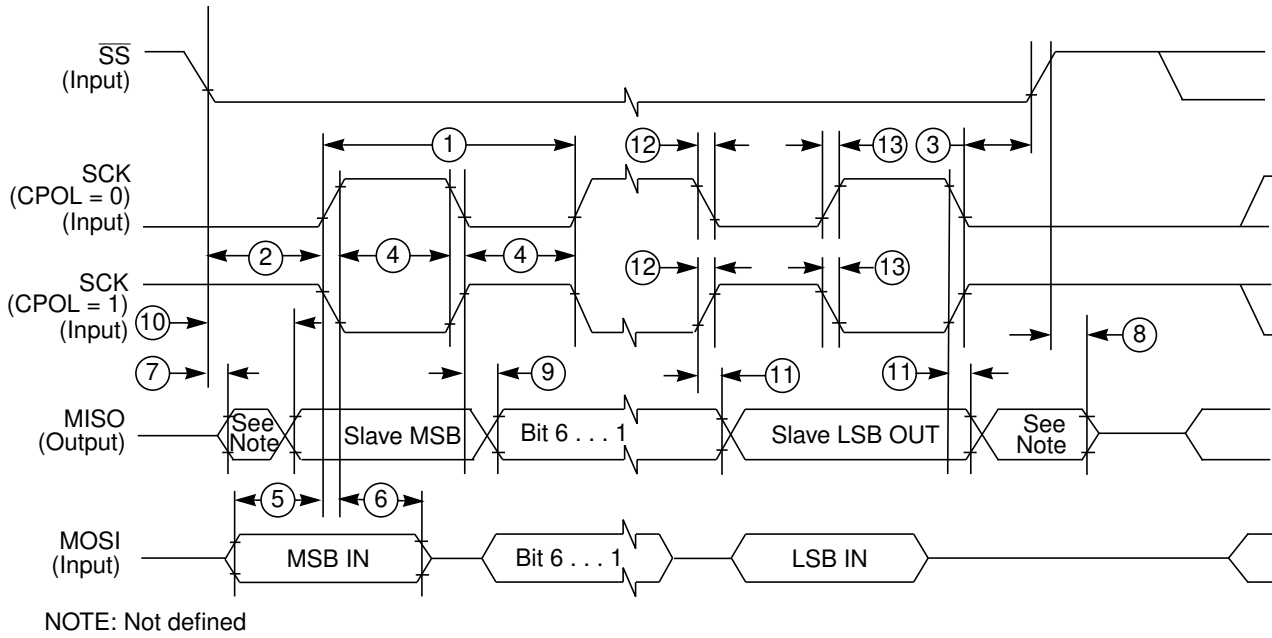 SS
(Input)
1
12
13
3
SCK
(CPOL = 0)
(Input)
2
4
4
12
13
SCK
(CPOL = 1)
(Input)
10
8
7
9
11
11
MISO
(Output)
See
Note
Slave MSB
Bit 6 . . . 1
Slave LSB OUT
See
Note
5
6
MOSI
(Input)
MSB IN
Bit 6 . . . 1
LSB IN
NOTE: Not defined